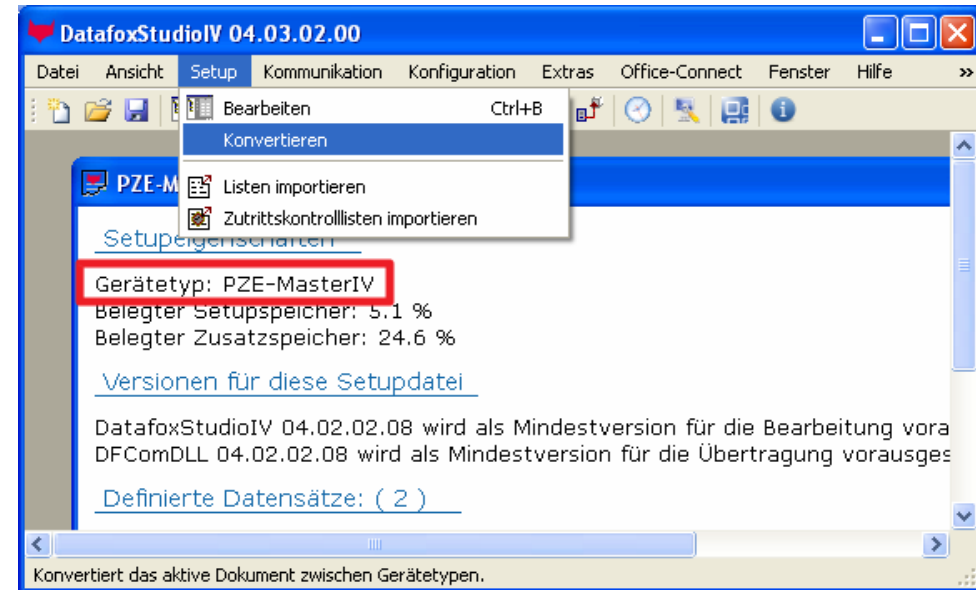 DatafoxStudioIV 04.03.02.00
Datei Ansicht Setup Kommunikation Konfiguration Extras Office-Connect Fenster Hilfe »
Bearbeiten Ctrl+B
Konvertieren
Listen importieren
Zutrittskontrolllisten importieren
PZE-M
Setupeigenschaften
Gerätetyp: PZE-MasterIV
Belegter Setupspeicher: 5.1 %
Belegter Zusatzspeicher: 24.6 %
Versionen für diese Setupdatei
DatafoxStudioIV 04.02.02.08 wird als Mindestversion für die Bearbeitung vora
DFComDLL 04.02.02.08 wird als Mindestversion für die Übertragung vorausges
Definierte Datensätze: ( 2 )
Konvertiert das aktive Dokument zwischen Gerätetypen.